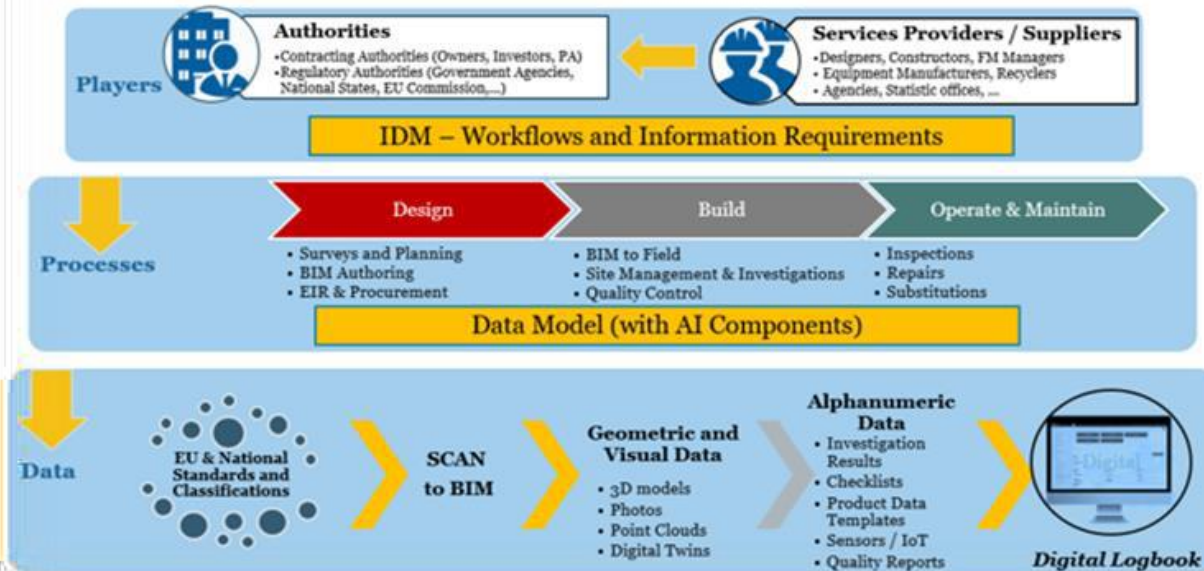 Players
Authorities
•Contracting Authorities (Owners, Investors, PA)
•Regulatory Authorities (Government Agencies,
National States, EU Commission,...)
Services Providers / Suppliers
• Designers, Constructors, FM Managers
• Equipment Manufacturers, Recyclers
• Agencies, Statistic offices, ...
IDM – Workflows and Information Requirements
Processes
Design
• Surveys and Planning
• BIM Authoring
• EIR & Procurement
Build
• BIM to Field
• Site Management & Investigations
• Quality Control
Operate & Maintain
• Inspections
• Repairs
• Substitutions
Data Model (with AI Components)
Data
EU & National
Standards and
Classifications
SCAN
to BIM
Geometric and
Visual Data
• 3D models
• Photos
• Point Clouds
• Digital Twins
Alphanumeric
Data
• Investigation
Results
• Checklists
• Product Data
Templates
• Sensors / IoT
• Quality Reports
Digital
Digital Logbook